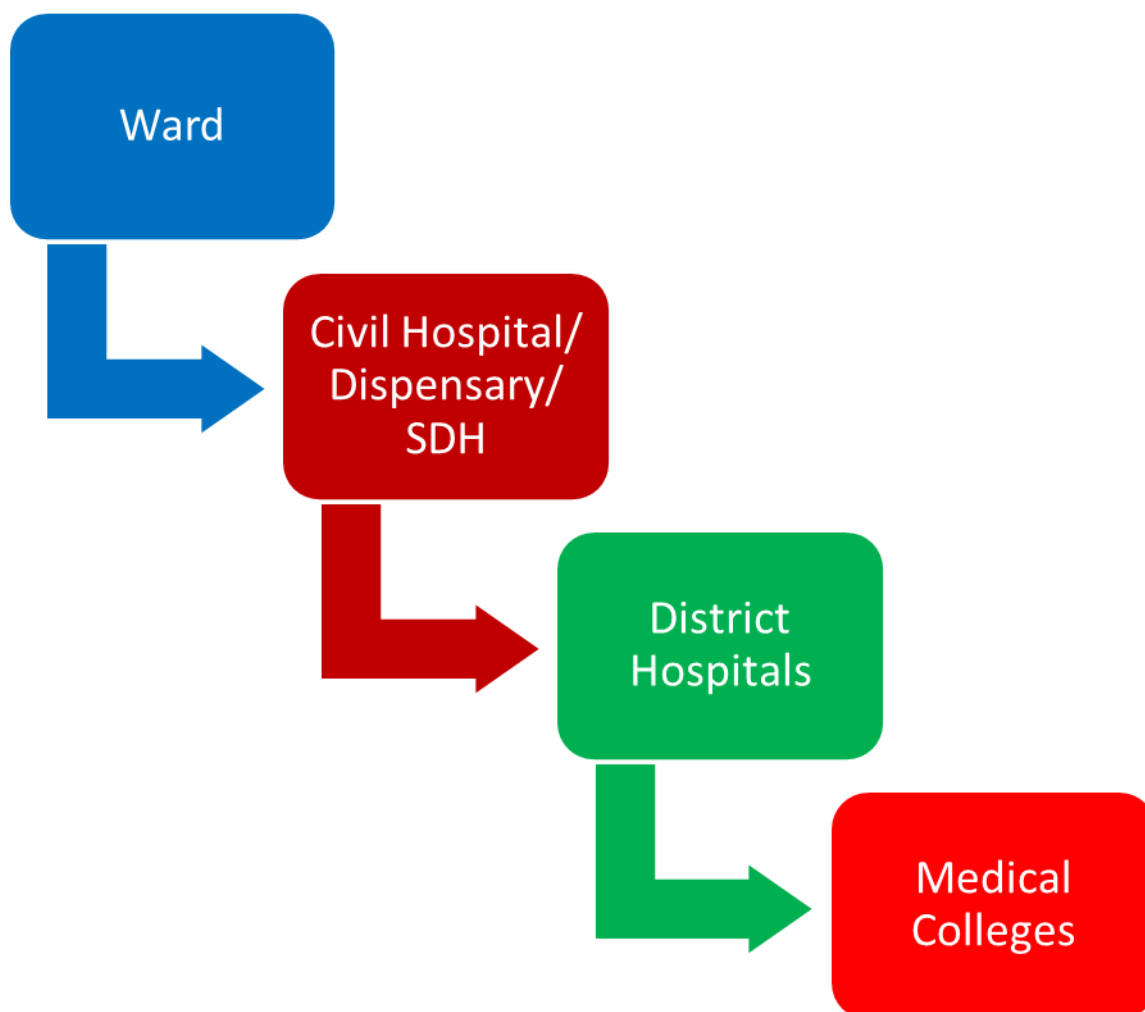 Ward
Civil Hospital/
Dispensary/
SDH
District
Hospitals
Medical
Colleges